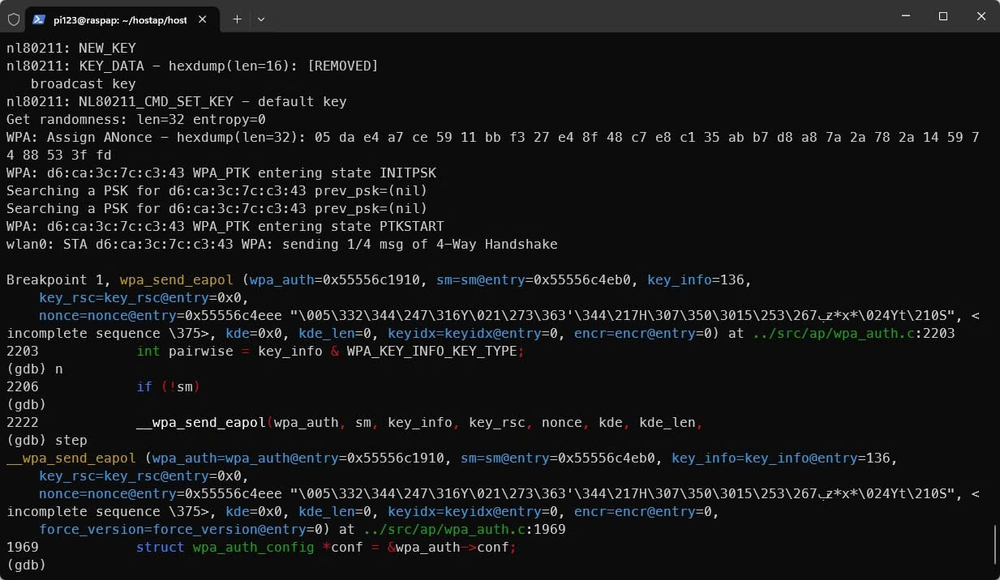 pi123@raspap: ~/hostap/host
nl80211: NEW_KEY
nl80211: KEY_DATA - hexdump(len=16): [REMOVED]
   broadcast key
nl80211: NL80211_CMD_SET_KEY - default key
Get randomness: len=32 entropy=0
WPA: Assign ANonce - hexdump(len=32): 05 da e4 a7 ce 59 11 bb f3 27 e4 8f 48 c7 e8 c1 35 ab b7 d8 a8 7a 2a 78 2a 14 59 7
4 88 53 3f fd
WPA: d6:ca:3c:7c:c3:43 WPA_PTK entering state INITPSK
Searching a PSK for d6:ca:3c:7c:c3:43 prev_psk=(nil)
Searching a PSK for d6:ca:3c:7c:c3:43 prev_psk=(nil)
WPA: d6:ca:3c:7c:c3:43 WPA_PTK entering state PTKSTART
wlan0: STA d6:ca:3c:7c:c3:43 WPA: sending 1/4 msg of 4-Way Handshake
Breakpoint 1, wpa_send_eapol (wpa_auth=0x55556c1910, sm=sm@entry=0x55556c4eb0, key_info=136,
    key_rsc=key_rsc@entry=0x0,
    nonce=nonce@entry=0x55556c4eee "\005\332\344\247\316Y\021\273\363'\344\217H\307\350\3015\253\267ب‎z*x*\024Yt\210S", <
incomplete sequence \375>, kde=0x0, kde_len=0, keyidx=keyidx@entry=0, encr=encr@entry=0) at ../src/ap/wpa_auth.c:2203
2203            int pairwise = key_info & WPA_KEY_INFO_KEY_TYPE;
(gdb) n
2206            if (!sm)
(gdb)
2222            __wpa_send_eapol(wpa_auth, sm, key_info, key_rsc, nonce, kde, kde_len,
(gdb) step
__wpa_send_eapol (wpa_auth=wpa_auth@entry=0x55556c1910, sm=sm@entry=0x55556c4eb0, key_info=key_info@entry=136,
    key_rsc=key_rsc@entry=0x0,
    nonce=nonce@entry=0x55556c4eee "\005\332\344\247\316Y\021\273\363'\344\217H\307\350\3015\253\267ب‎z*x*\024Yt\210S", <
incomplete sequence \375>, kde=0x0, kde_len=0, keyidx=keyidx@entry=0, encr=encr@entry=0,
    force_version=force_version@entry=0) at ../src/ap/wpa_auth.c:1969
1969            struct wpa_auth_config *conf = &wpa_auth->conf;
(gdb)